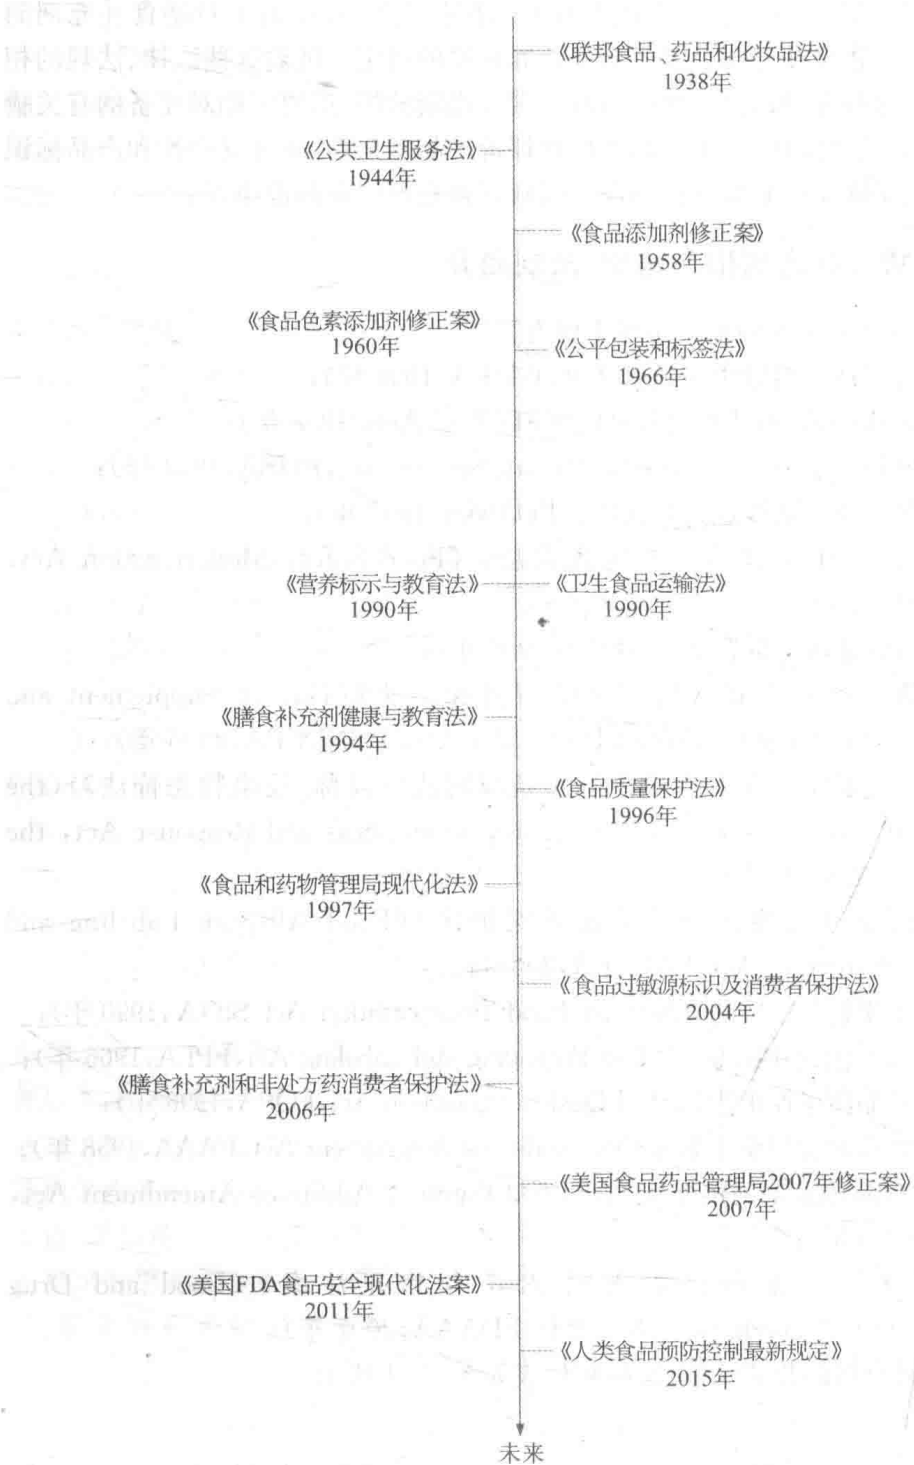 《联邦食品、药品和化妆品法》
1938年
《公共卫生服务法》
1944年
《食品添加剂修正案》
1958年
《食品色素添加剂修正案》
1960年
《公平包装和标签法》
1966年
《营养标示与教育法》
1990年
《卫生食品运输法》
1990年
《膳食补充剂健康与教育法》
1994年
《食品质量保护法》
1996年
《食品和药物管理局现代化法》
1997年
《食品过敏源标识及消费者保护法》
2004年
《膳食补充剂和非处方药消费者保护法》
2006年
《美国食品药品管理局2007年修正案》
2007年
《美国FDA食品安全现代化法案》
2011年
《人类食品预防控制最新规定》
2015年
未来